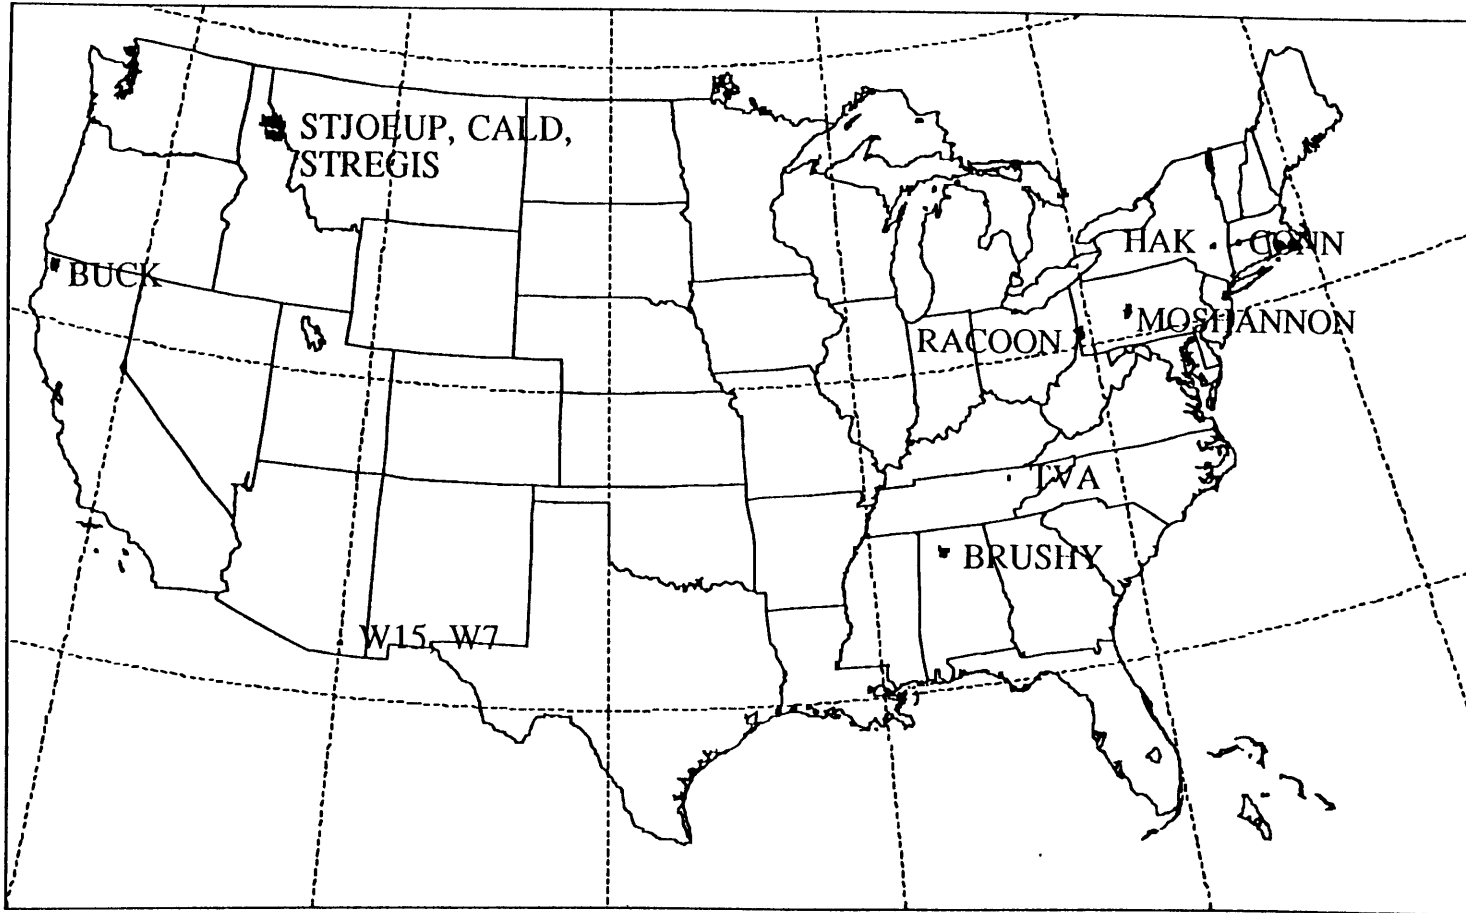 STJOEUP, CALD,
STREGIS
HAK
CONN
BUCK
MOSHANNON
RACOON
TVA
BRUSHY
W15, W7